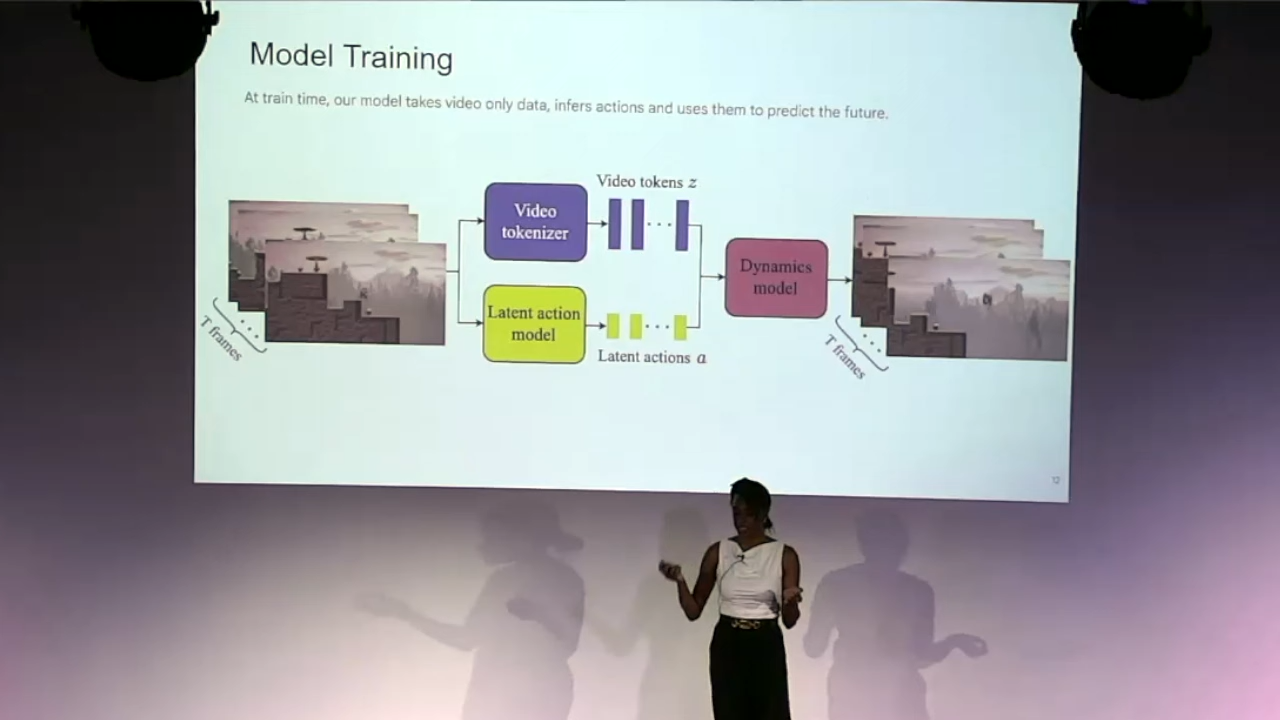 Model Training
At train time, our model takes video only data, infers actions and uses them to predict the future.
Video tokens z
Video
tokenizer
Dynamics
model
Latent action
model
Latent actions a
T frames
T frames
12